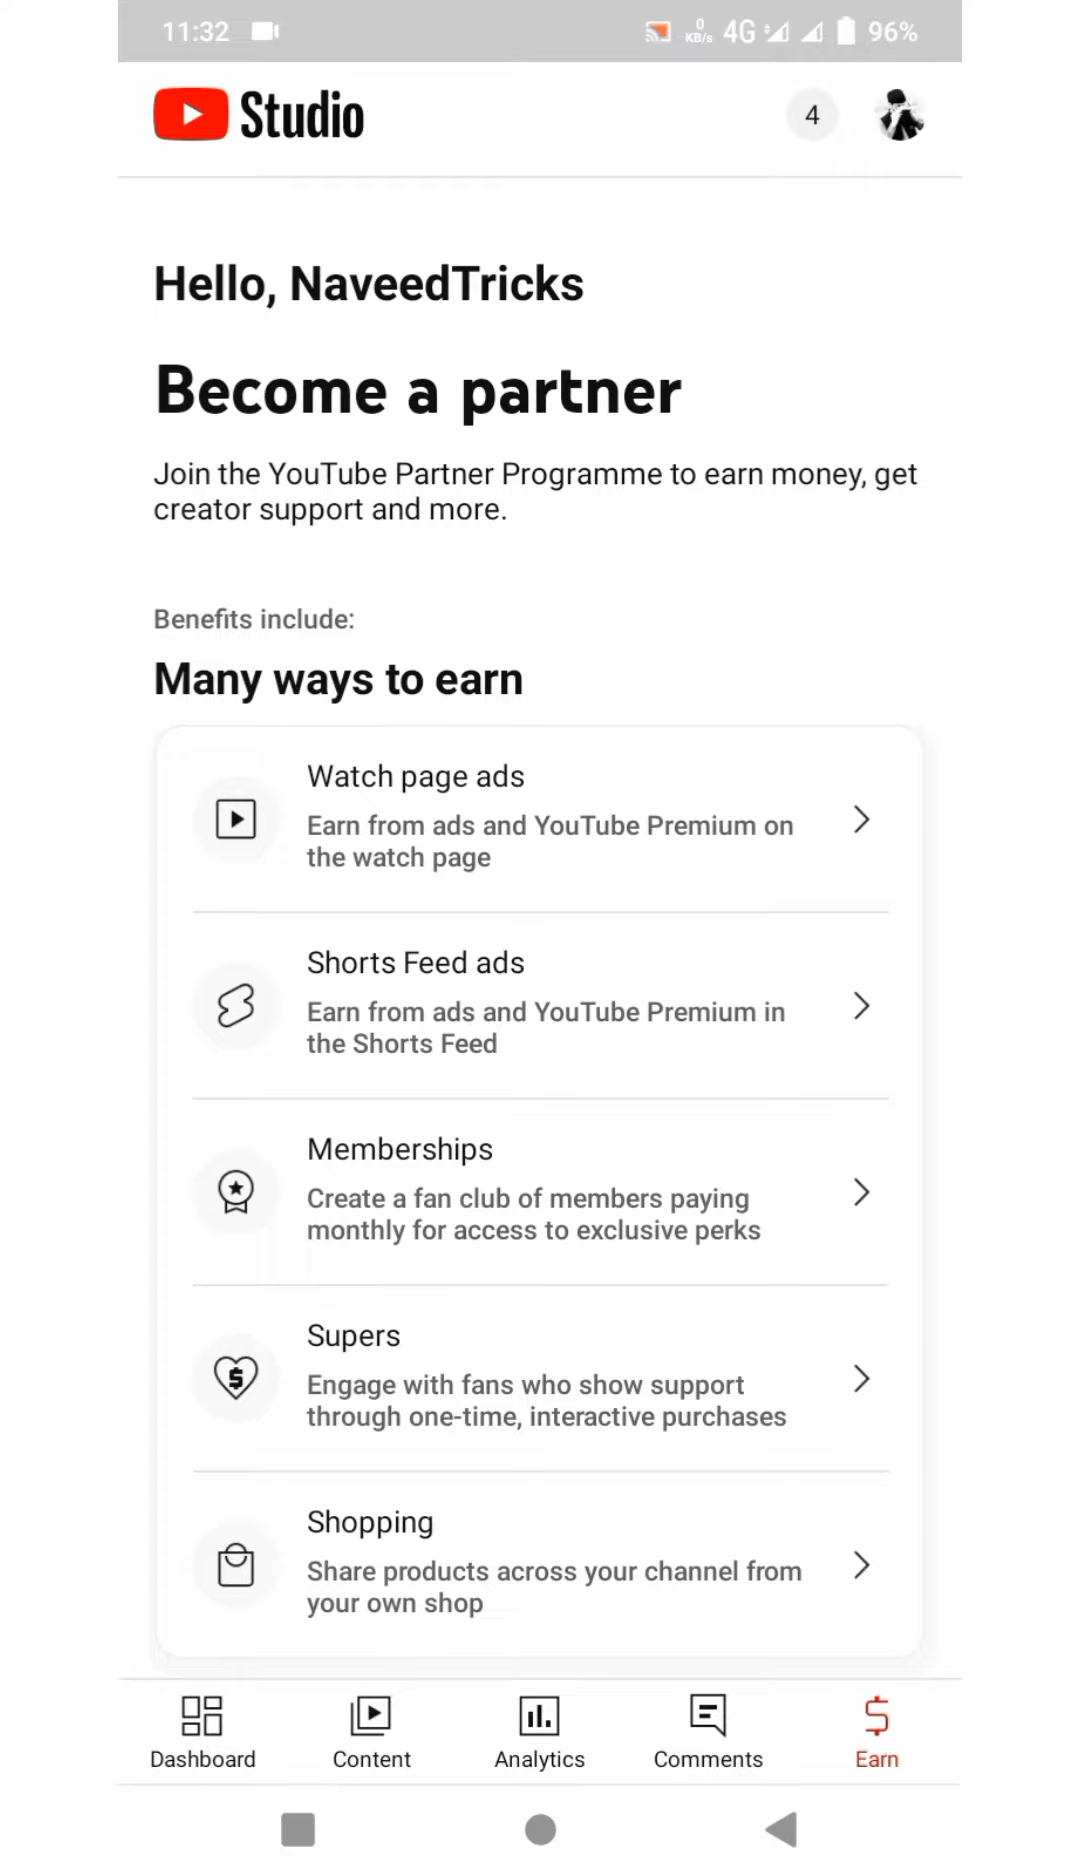 11:32
0 KB/s 4G 96%
Studio
4
Hello, NaveedTricks
Become a partner
Join the YouTube Partner Programme to earn money, get
creator support and more.
Benefits include:
Many ways to earn
Watch page ads
Earn from ads and YouTube Premium on
the watch page
Shorts Feed ads
Earn from ads and YouTube Premium in
the Shorts Feed
Memberships
Create a fan club of members paying
monthly for access to exclusive perks
Supers
Engage with fans who show support
through one-time, interactive purchases
Shopping
Share products across your channel from
your own shop
Dashboard Content Analytics Comments Earn